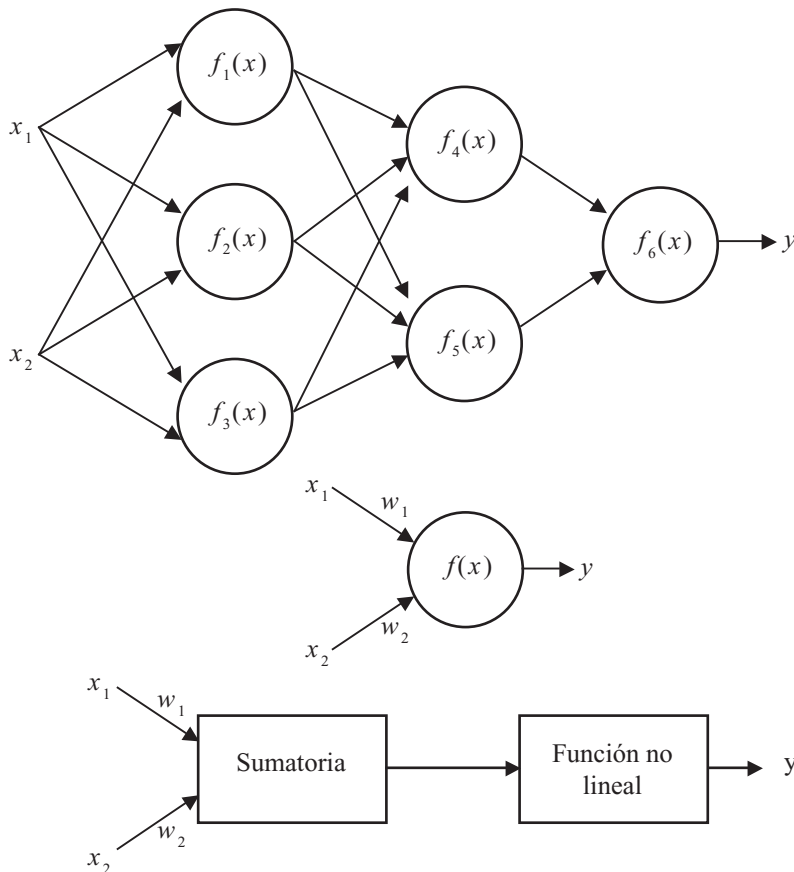 f₁(x)
x₁
f₄(x)
f₂(x)
f₆(x)
y
x₂
f₅(x)
f₃(x)
x₁
w₁
f(x)
y
w₂
x₂
x₁
w₁
Sumatoria
Función no
lineal
y
w₂
x₂